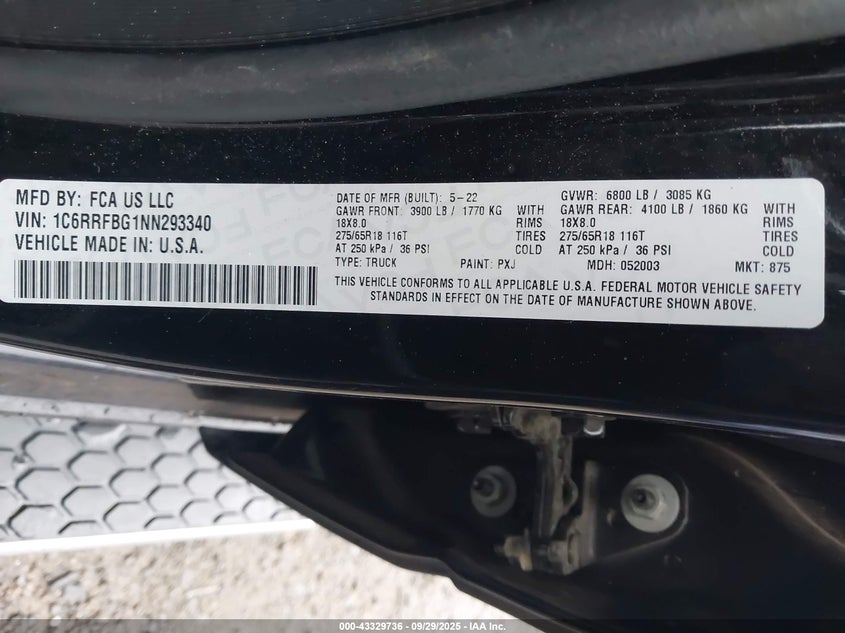 MFD BY: FCA US LLC
VIN: 1C6RRFBG1NN293340
VEHICLE MADE IN: U.S.A.
DATE OF MFR (BUILT): 5-22 GVWR: 6800 LB / 3085 KG
GAWR FRONT: 3900 LB / 1770 KG WITH GAWR REAR: 4100 LB / 1860 KG WITH
18X8.0 RIMS 18X8.0 RIMS
275/65R18 116T TIRES 275/65R18 116T TIRES
AT 250 kPa / 36 PSI COLD AT 250 kPa / 36 PSI COLD
TYPE: TRUCK PAINT: PXJ MDH: 052003 MKT: 875
THIS VEHICLE CONFORMS TO ALL APPLICABLE U.S.A. FEDERAL MOTOR VEHICLE SAFETY
STANDARDS IN EFFECT ON THE DATE OF MANUFACTURE SHOWN ABOVE.
000-43329736 - 09/29/2025 - IAA Inc.